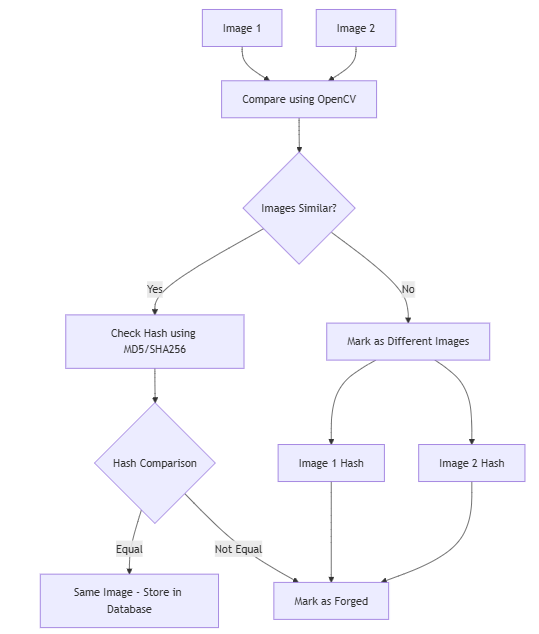 Image 1
Image 2
Compare using OpenCV
Images Similar?
Yes
No
Check Hash using
MD5/SHA256
Mark as Different Images
Hash Comparison
Image 1 Hash
Image 2 Hash
Equal
Not Equal
Same Image - Store in
Database
Mark as Forged